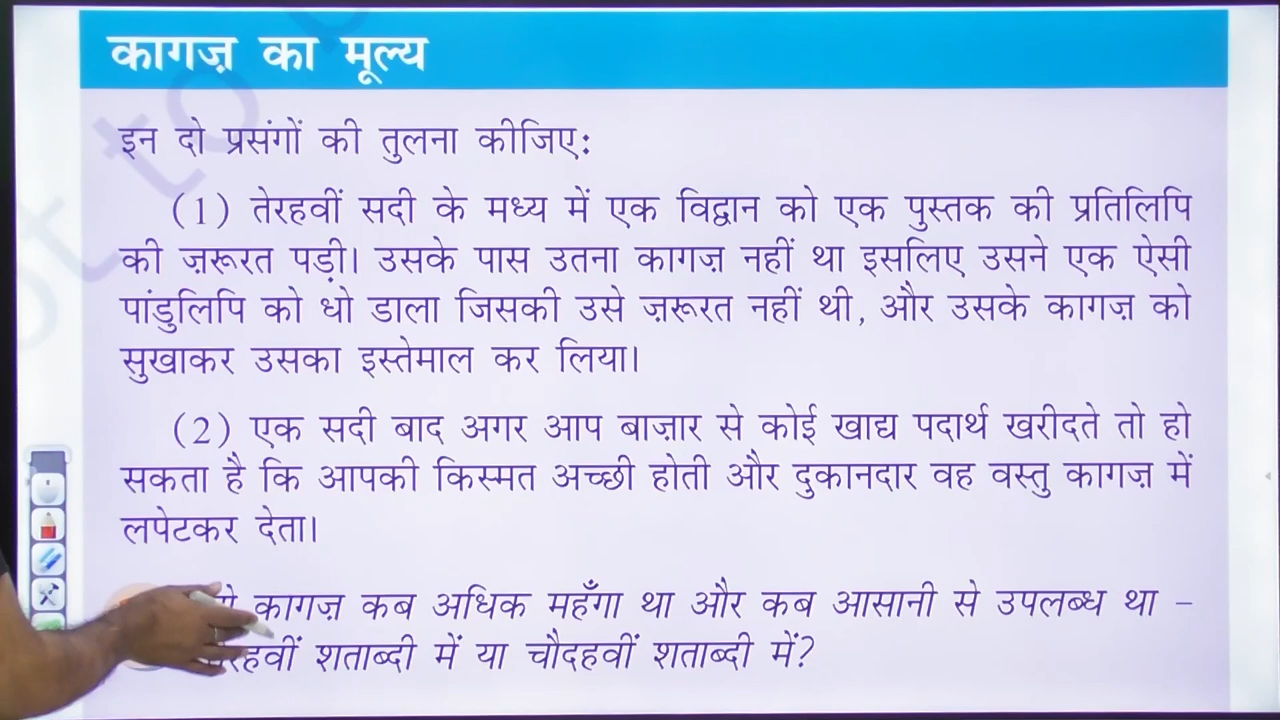 कागज़ का मूल्य
इन दो प्रसंगों की तुलना कीजिए:
(1) तेरहवीं सदी के मध्य में एक विद्वान को एक पुस्तक की प्रतिलिपि
की ज़रूरत पड़ी। उसके पास उतना कागज़ नहीं था इसलिए उसने एक ऐसी
पांडुलिपि को धो डाला जिसकी उसे ज़रूरत नहीं थी, और उसके कागज़ को
सुखाकर उसका इस्तेमाल कर लिया।
(2) एक सदी बाद अगर आप बाज़ार से कोई खाद्य पदार्थ खरीदते तो हो
सकता है कि आपकी किस्मत अच्छी होती और दुकानदार वह वस्तु कागज़ में
लपेटकर देता।
कागज़ कब अधिक महँगा था और कब आसानी से उपलब्ध था –
शताब्दी में या चौदहवीं शताब्दी में?